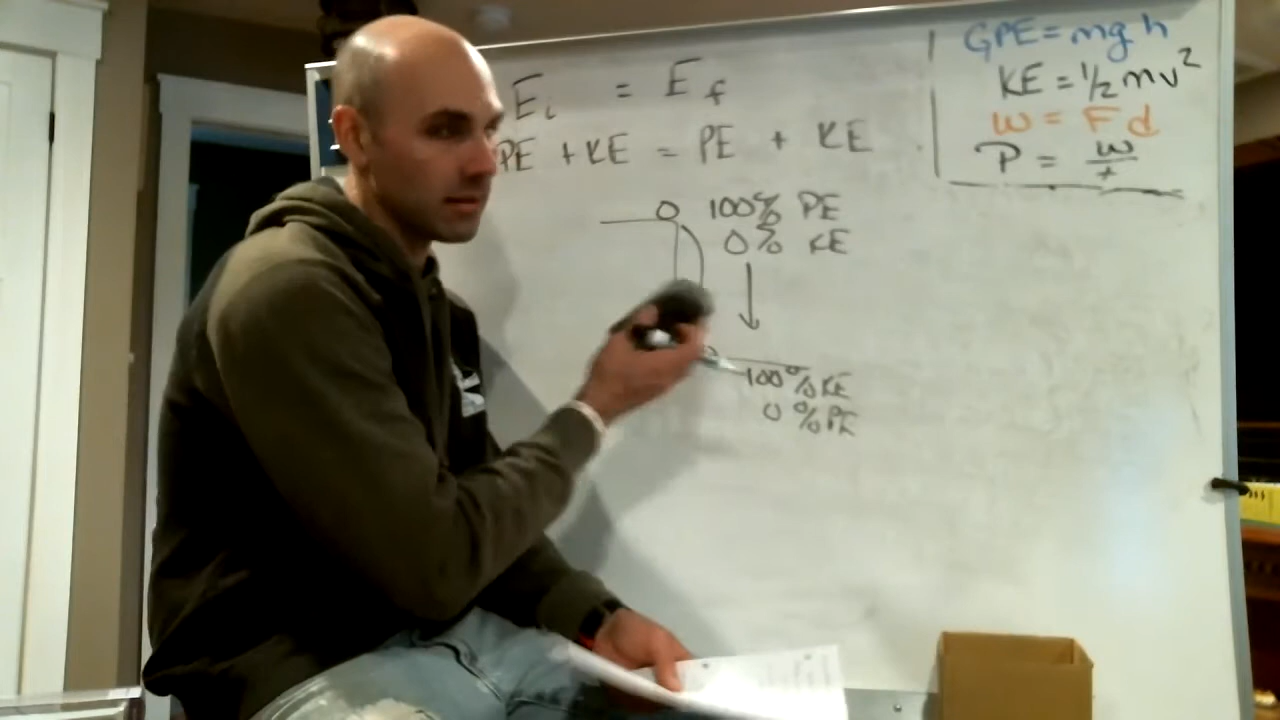 Ei = Ef
PE + KE = PE + KE
100% PE
0% KE
100% KE
0% PE
GPE = mgh
KE = ½mv²
W = Fd
P = W/t